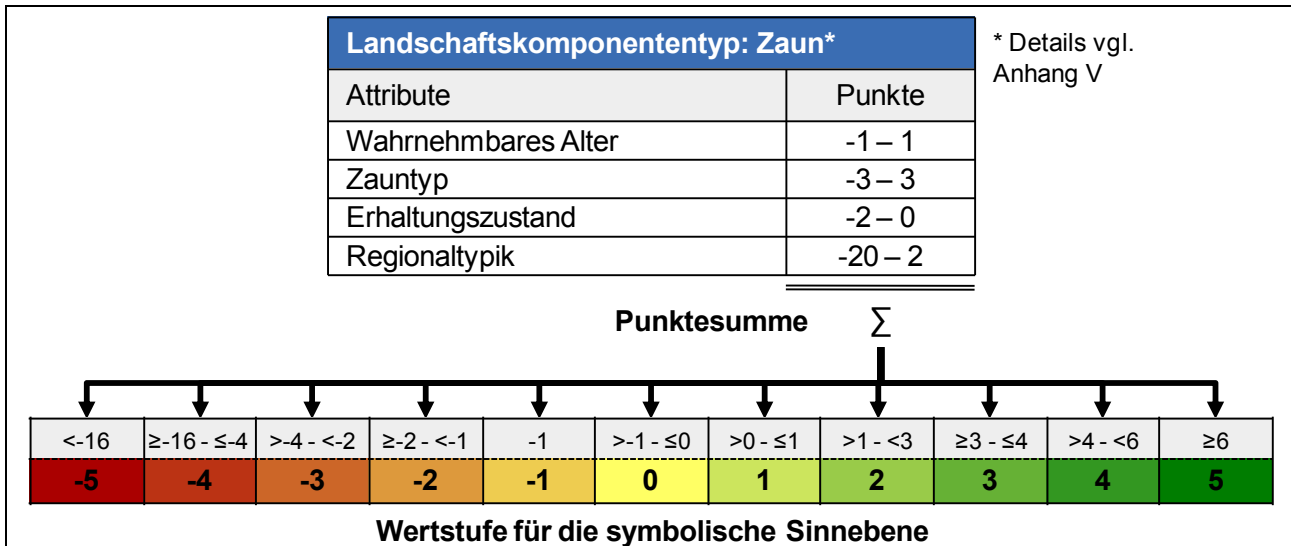 Landschaftskomponententyp: Zaun*
* Details vgl.
Anhang V
Attribute Punkte
Wahrnehmbares Alter -1 – 1
Zauntyp -3 – 3
Erhaltungszustand -2 – 0
Regionaltypik -20 – 2
Punktesumme ∑
<-16 ≥-16 - ≤-4 >-4 - <-2 ≥-2 - <-1 -1 >-1 - ≤0 >0 - ≤1 >1 - <3 ≥3 - ≤4 >4 - <6 ≥6
-5 -4 -3 -2 -1 0 1 2 3 4 5
Wertstufe für die symbolische Sinnebene